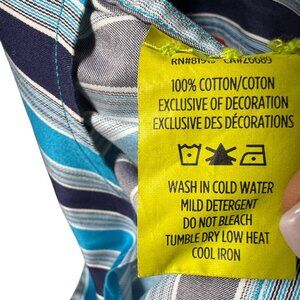 RN#81915 CA#26689
100% COTTON/COTON
EXCLUSIVE OF DECORATION
EXCLUSIVE DES DÉCORATIONS
WASH IN COLD WATER
MILD DETERGENT
DO NOT BLEACH
TUMBLE DRY LOW HEAT
COOL IRON